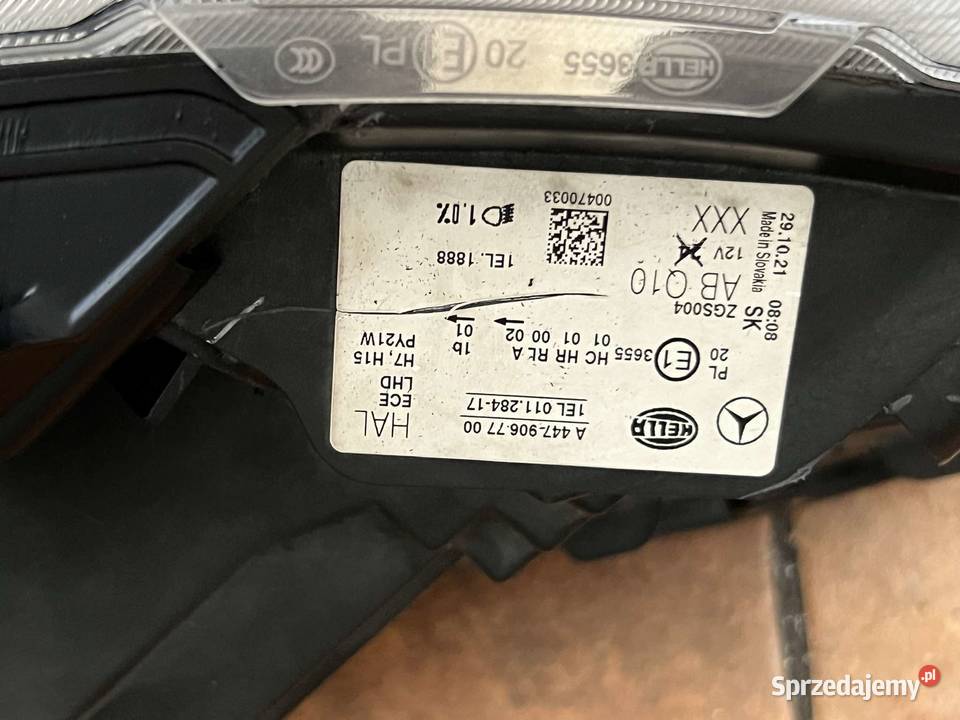 HELLA 3655 20 E1 PL CCC
A 447-906-77 00
1EL 011.284-17
HAL
ECE
LHD
H7, H15
PY21W
HELLA
PL
20 E1 3655
HC HR RL A
01 01 00 02
1b
01
ZGS004
AB Q10
12V 24
XXX
1EL. 1888
1.0%
00470033
29.10.21 08:08
Made in Slovakia SK
Sprzedajemy.pl